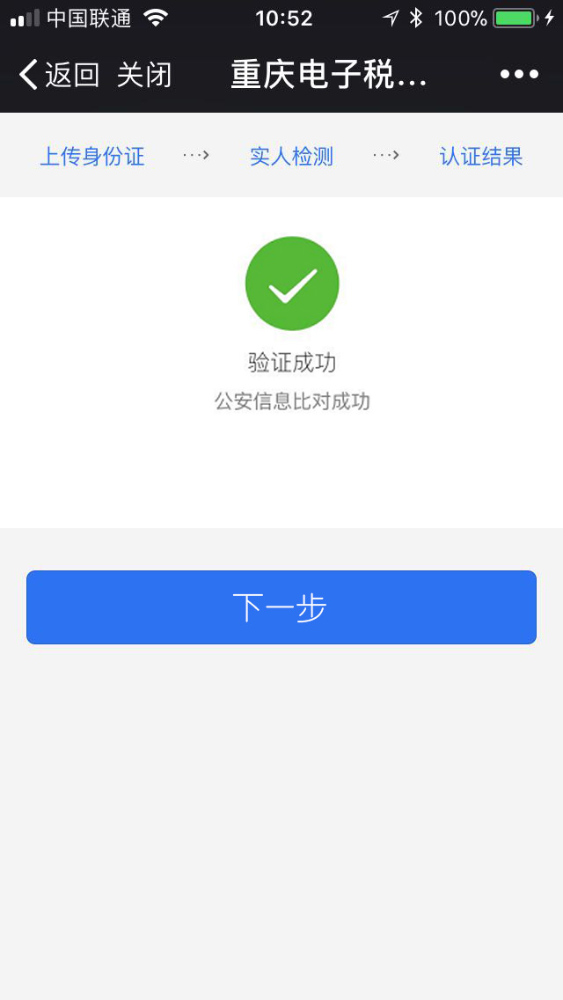 中国联通 10:52 100%
返回 关闭 重庆电子税...
上传身份证 ···> 实人检测 ···> 认证结果
验证成功
公安信息比对成功
下一步